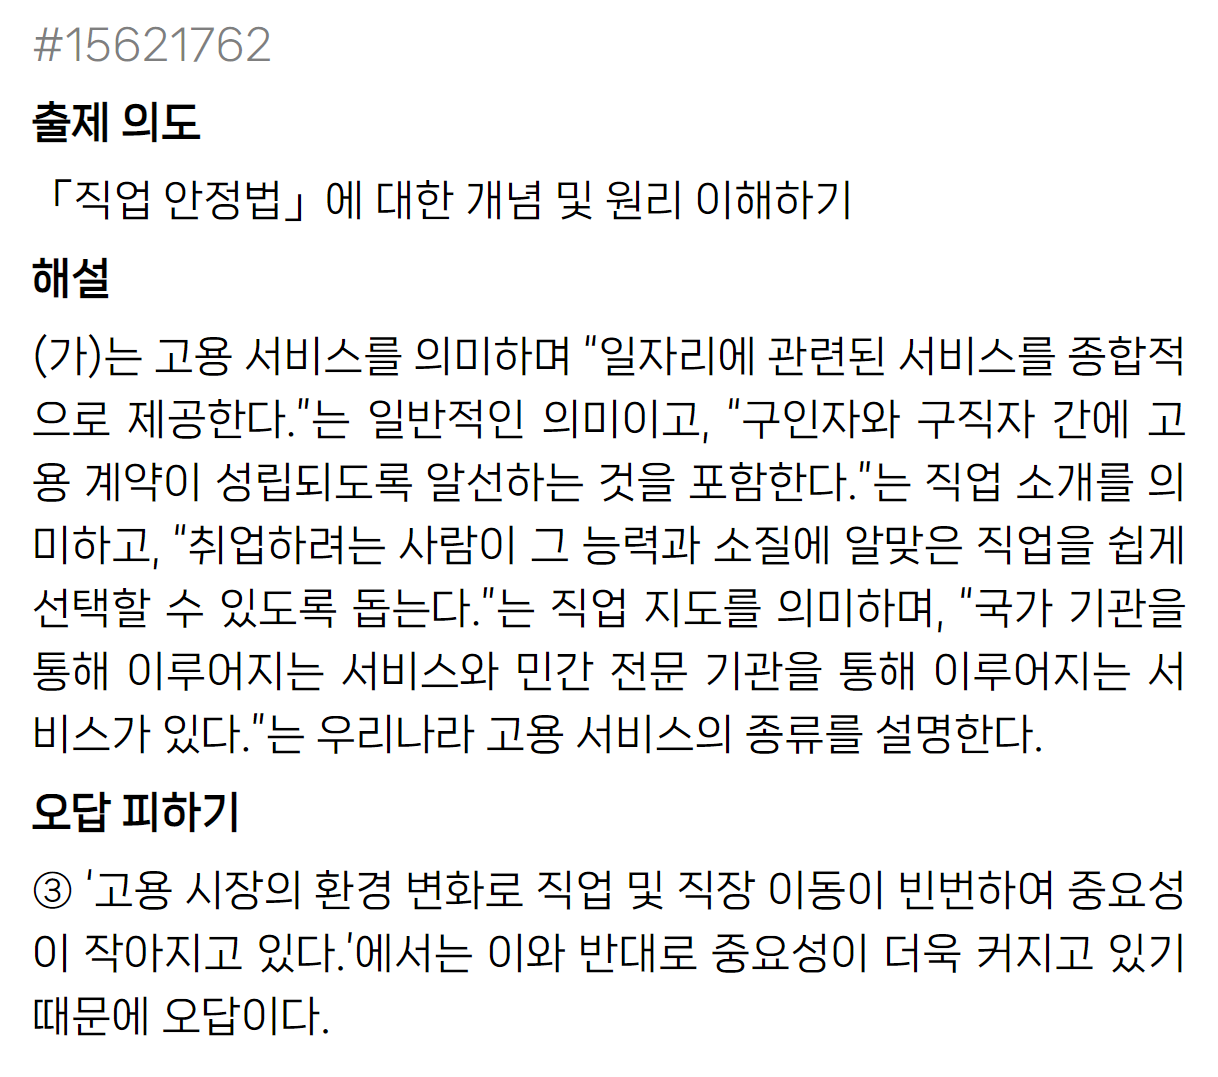 #15621762
출제 의도
「직업 안정법」에 대한 개념 및 원리 이해하기
해설
(가)는 고용 서비스를 의미하며 "일자리에 관련된 서비스를 종합적
으로 제공한다."는 일반적인 의미이고, "구인자와 구직자 간에 고
용 계약이 성립되도록 알선하는 것을 포함한다."는 직업 소개를 의
미하고, "취업하려는 사람이 그 능력과 소질에 알맞은 직업을 쉽게
선택할 수 있도록 돕는다."는 직업 지도를 의미하며, "국가 기관을
통해 이루어지는 서비스와 민간 전문 기관을 통해 이루어지는 서
비스가 있다."는 우리나라 고용 서비스의 종류를 설명한다.
오답 피하기
③ '고용 시장의 환경 변화로 직업 및 직장 이동이 빈번하여 중요성
이 작아지고 있다.'에서는 이와 반대로 중요성이 더욱 커지고 있기
때문에 오답이다.